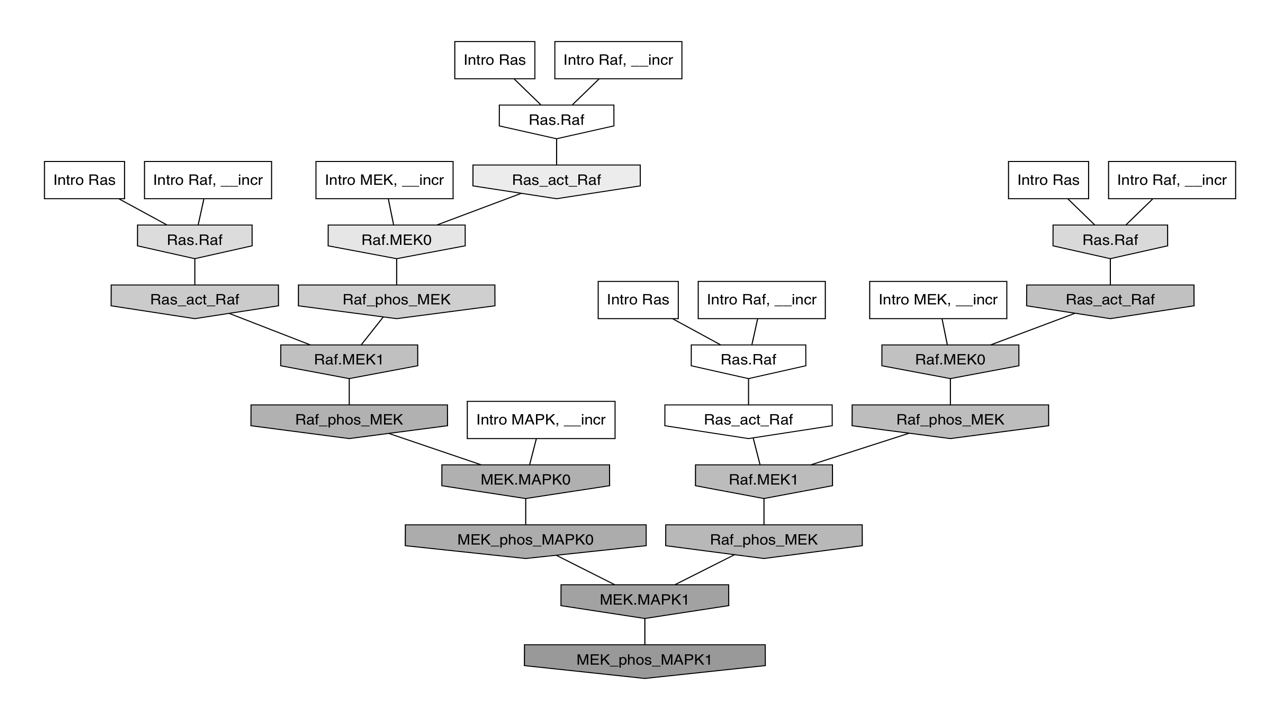 Intro Ras
Intro Raf, __incr
Ras.Raf
Intro Ras
Intro Raf, __incr
Intro MEK, __incr
Ras_act_Raf
Intro Ras
Intro Raf, __incr
Ras.Raf
Raf.MEK0
Ras.Raf
Ras_act_Raf
Raf_phos_MEK
Intro Ras
Intro Raf, __incr
Intro MEK, __incr
Ras_act_Raf
Raf.MEK1
Ras.Raf
Raf.MEK0
Raf_phos_MEK
Intro MAPK, __incr
Ras_act_Raf
Raf_phos_MEK
MEK.MAPK0
Raf.MEK1
MEK_phos_MAPK0
Raf_phos_MEK
MEK.MAPK1
MEK_phos_MAPK1